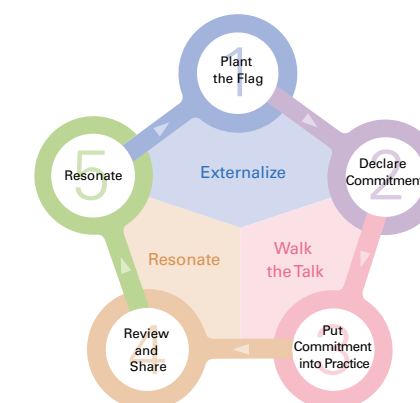 1
Plant
the Flag
2
Declare
Commitment
3
Put
Commitment
into Practice
4
Review
and
Share
5
Resonate
Externalize
Walk
the Talk
Resonate